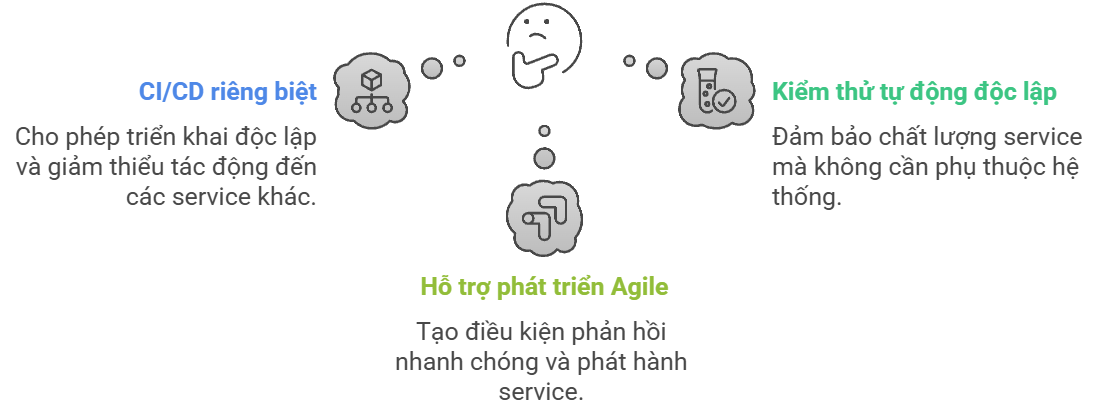 CI/CD riêng biệt
Cho phép triển khai độc lập
và giảm thiểu tác động đến
các service khác.
Kiểm thử tự động độc lập
Đảm bảo chất lượng service
mà không cần phụ thuộc hệ
thống.
Hỗ trợ phát triển Agile
Tạo điều kiện phản hồi
nhanh chóng và phát hành
service.